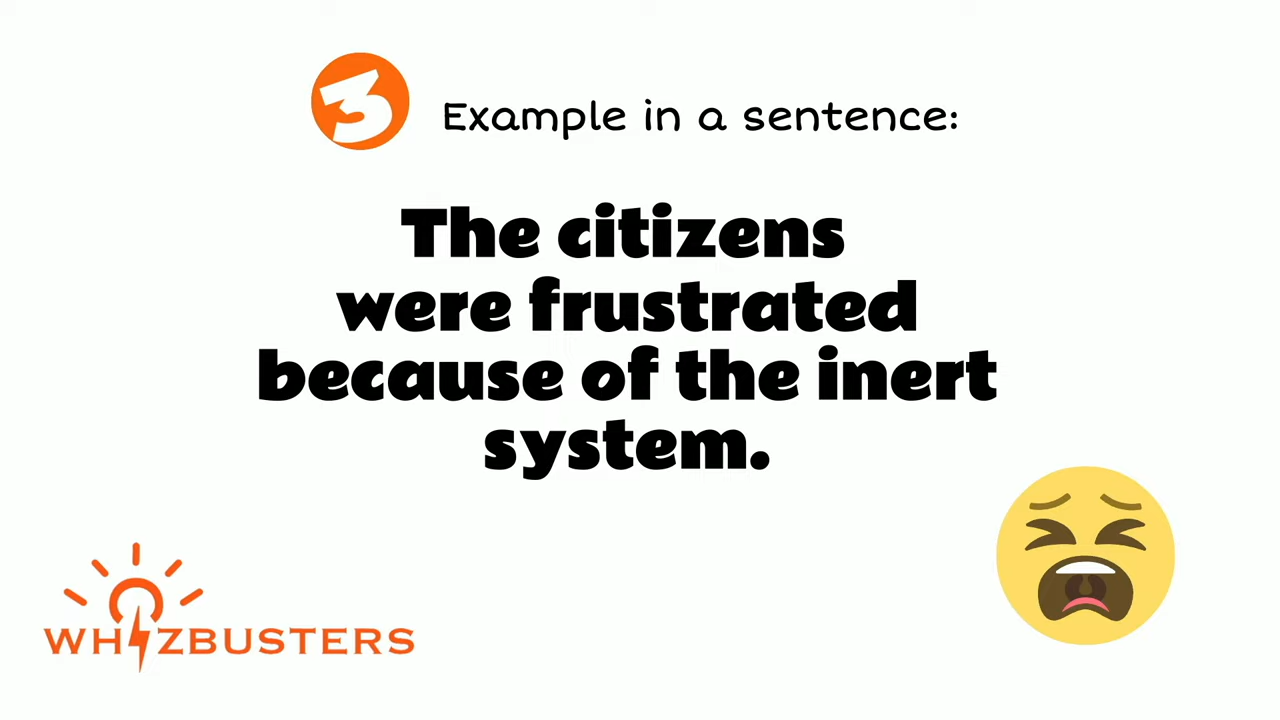 3 Example in a sentence:
The citizens
were frustrated
because of the inert
system.
WHIZBUSTERS